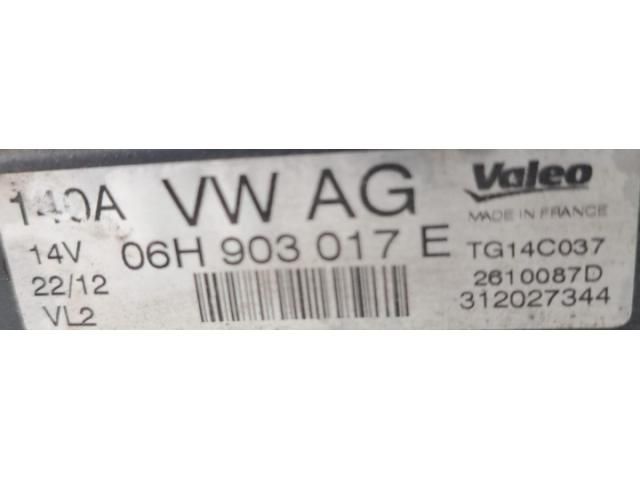 140A VW AG Valeo
MADE IN FRANCE
14V 06H 903 017 E TG14C037
22/12 2610087D
VL2 312027344